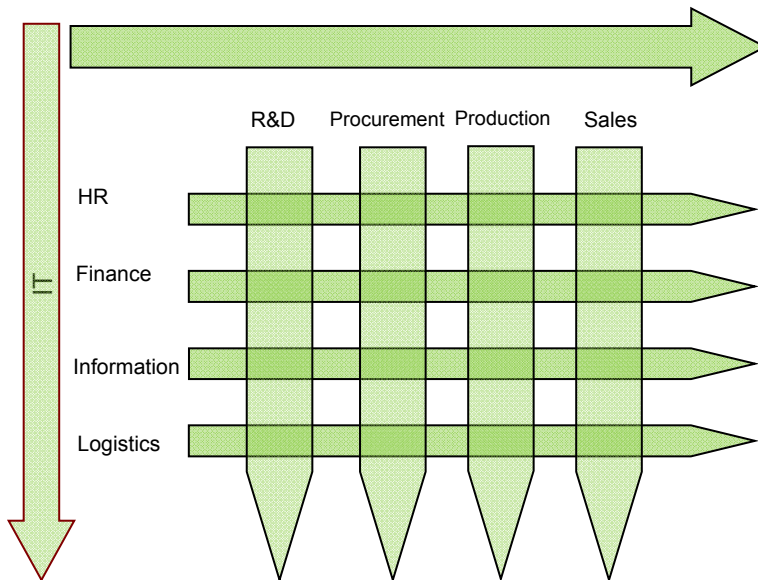 R&D
Procurement
Production
Sales
HR
Finance
IT
Information
Logistics